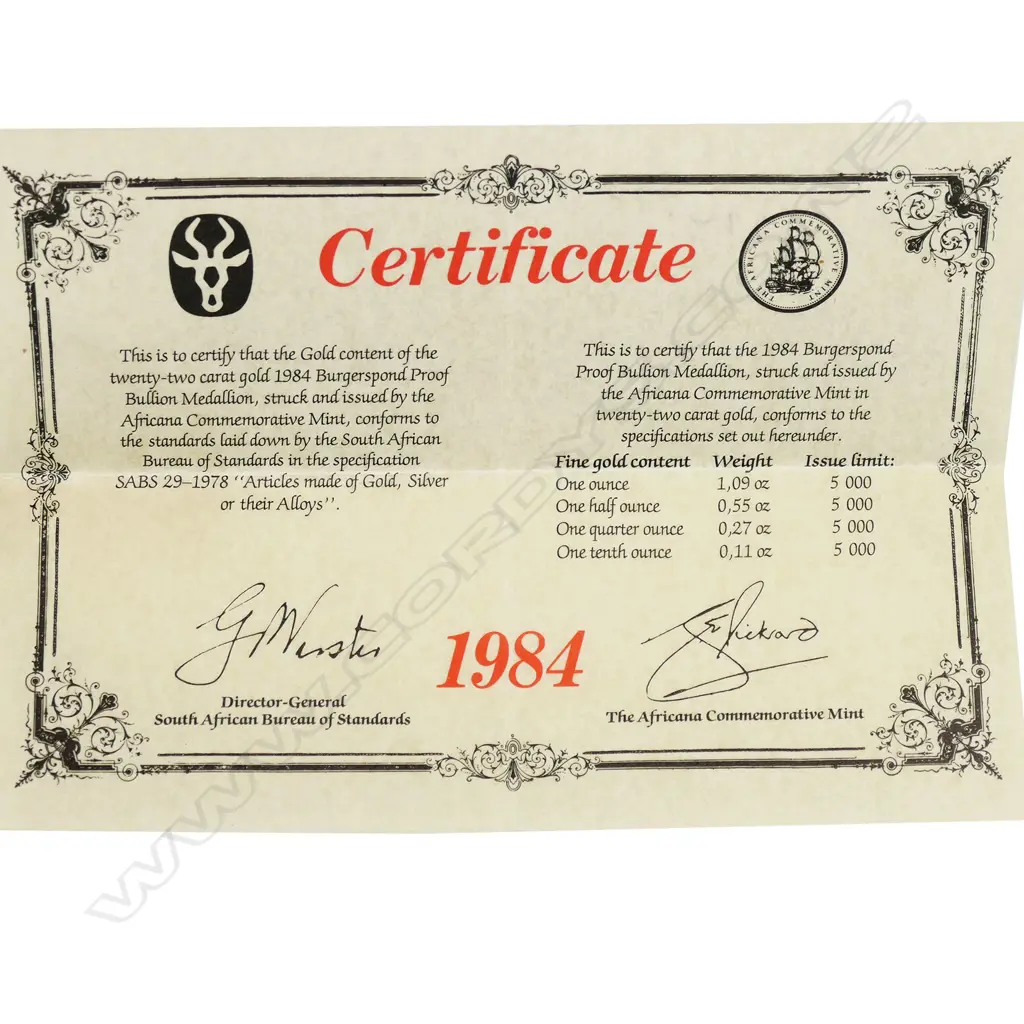 Certificate
THE AFRICANA COMMEMORATIVE MINT
This is to certify that the Gold content of the
twenty-two carat gold 1984 Burgerspond Proof
Bullion Medallion, struck and issued by the
Africana Commemorative Mint, conforms to
the standards laid down by the South African
Bureau of Standards in the specification
SABS 29–1978 ‘‘Articles made of Gold, Silver
or their Alloys’’.
This is to certify that the 1984 Burgerspond
Proof Bullion Medallion, struck and issued by
the Africana Commemorative Mint in
twenty-two carat gold, conforms to the
specifications set out hereunder.
Fine gold content Weight Issue limit:
One ounce 1,09 oz 5 000
One half ounce 0,55 oz 5 000
One quarter ounce 0,27 oz 5 000
One tenth ounce 0,11 oz 5 000
1984
Director-General
South African Bureau of Standards
The Africana Commemorative Mint
WWW.CORDYS.CO.NZ